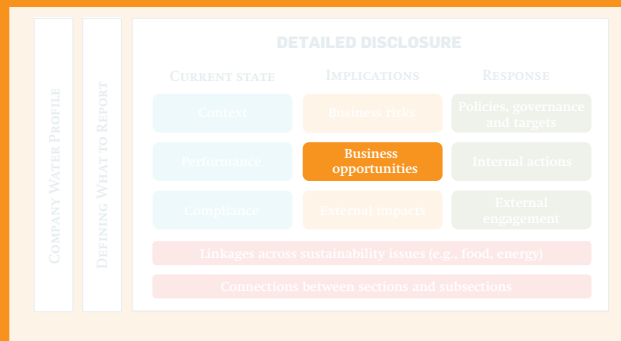 COMPANY WATER PROFILE
DEFINING WHAT TO REPORT
DETAILED DISCLOSURE
CURRENT STATE
IMPLICATIONS
RESPONSE
Context
Business risks
Policies, governance
and targets
Performance
Business
opportunities
Internal actions
Compliance
External impacts
External
engagement
Linkages across sustainability issues (e.g., food, energy)
Connections between sections and subsections